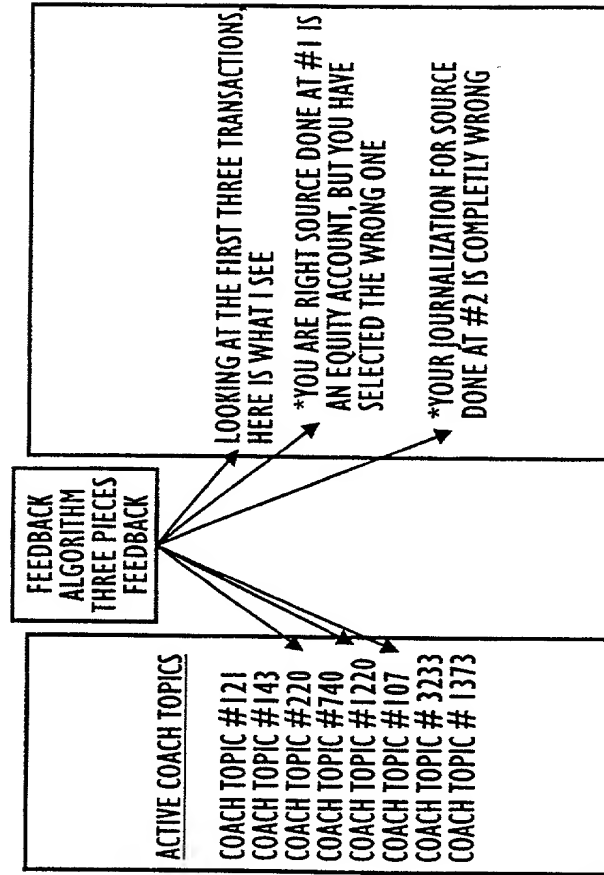 ACTIVE COACH TOPICS
COACH TOPIC #121
COACH TOPIC #143
COACH TOPIC #220
COACH TOPIC #740
COACH TOPIC #1220
COACH TOPIC #107
COACH TOPIC # 3233
COACH TOPIC # 1373
FEEDBACK
ALGORITHM
THREE PIECES
FEEDBACK
LOOKING AT THE FIRST THREE TRANSACTIONS,
HERE IS WHAT I SEE
*YOU ARE RIGHT SOURCE DONE AT #1 IS
AN EQUITY ACCOUNT, BUT YOU HAVE
SELECTED THE WRONG ONE
*YOUR JOURNALIZATION FOR SOURCE
DONE AT #2 IS COMPLETLY WRONG